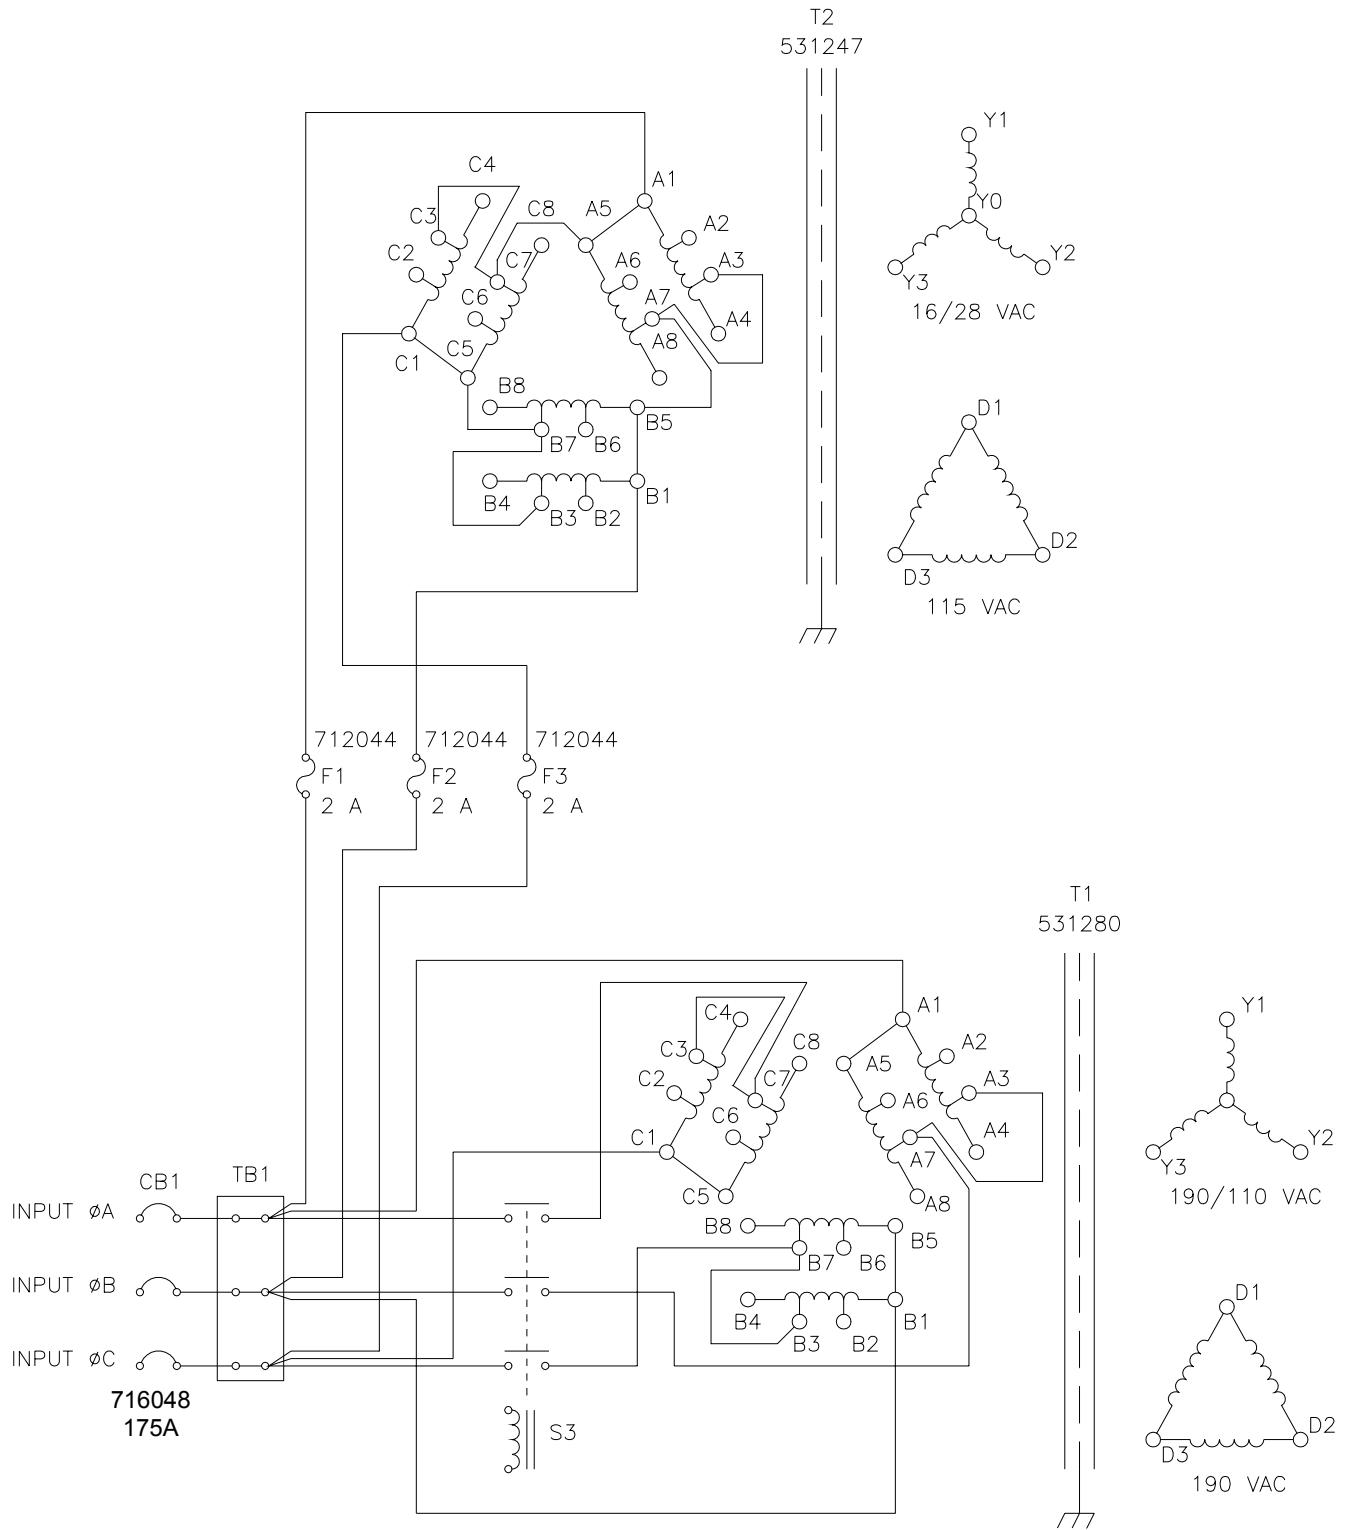 T2
531247
Y1
C4
A1
Y0
C3
C8
A5
A2
C2
C7
A6
A3
Y2
Y3
C6
A7
A4
16/28 VAC
C1
C5
A8
B8
D1
B5
B7
B6
B4
B1
B3
B2
D2
D3
115 VAC
712044
712044
712044
F1
F2
F3
2 A
2 A
2 A
T1
531280
A1
Y1
C4
C3
C8
A5
A2
C2
C7
A6
A3
C6
C1
A4
Y2
A7
Y3
CB1
TB1
C5
A8
190/110 VAC
INPUT øA
B8
B5
B7
B6
INPUT øB
D1
B4
B1
B3
B2
INPUT øC
716048
175A
S3
D2
D3
190 VAC